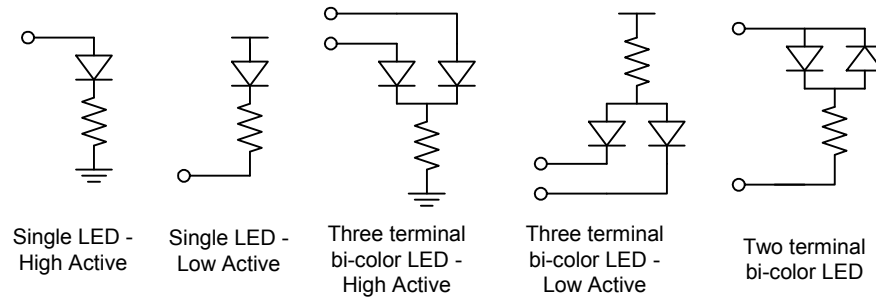 Single LED -
High Active
Single LED -
Low Active
Three terminal
bi-color LED -
High Active
Three terminal
bi-color LED -
Low Active
Two terminal
bi-color LED